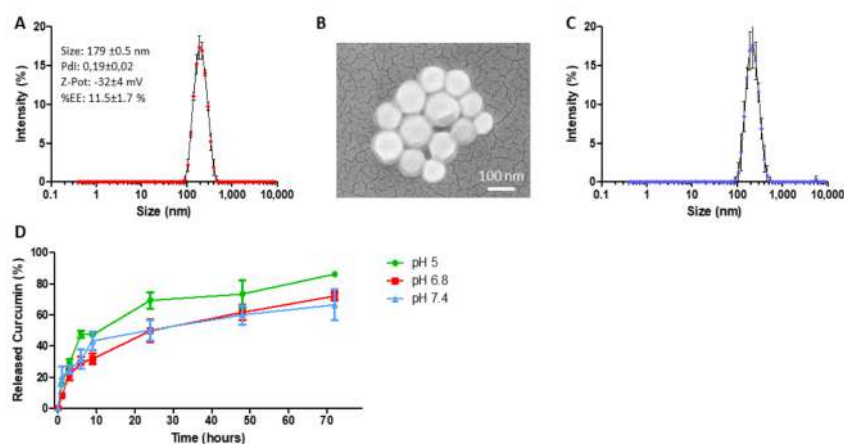 A
Intensity (%)
20
15
10
5
0
Size: 179 ±0.5 nm
PdI: 0,19±0,02
Z-Pot: -32±4 mV
%EE: 11.5±1.7 %
0.1 1 10 100 1,000 10,000
Size (nm)
B
100 nm
C
Intensity (%)
20
15
10
5
0
0.1 1 10 100 1,000 10,000
Size (nm)
D
Released Curcumin (%)
100
80
60
40
20
0
0 10 20 30 40 50 60 70
Time (hours)
pH 5
pH 6.8
pH 7.4